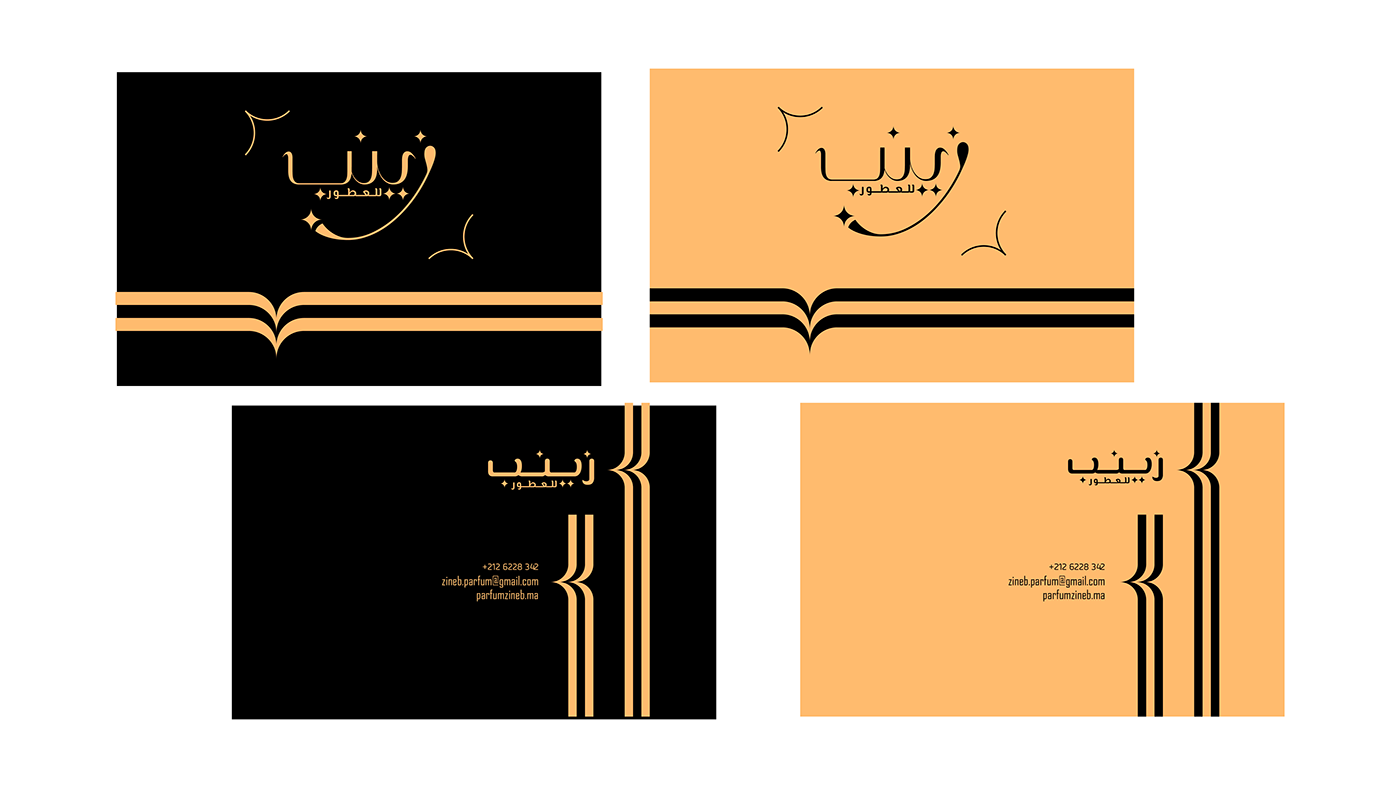 زينب
للعطور
زينب
للعطور
زينب
للعطور
+212 6228 342
zineb.parfum@gmail.com
parfumzineb.ma
زينب
للعطور
+212 6228 342
zineb.parfum@gmail.com
parfumzineb.ma